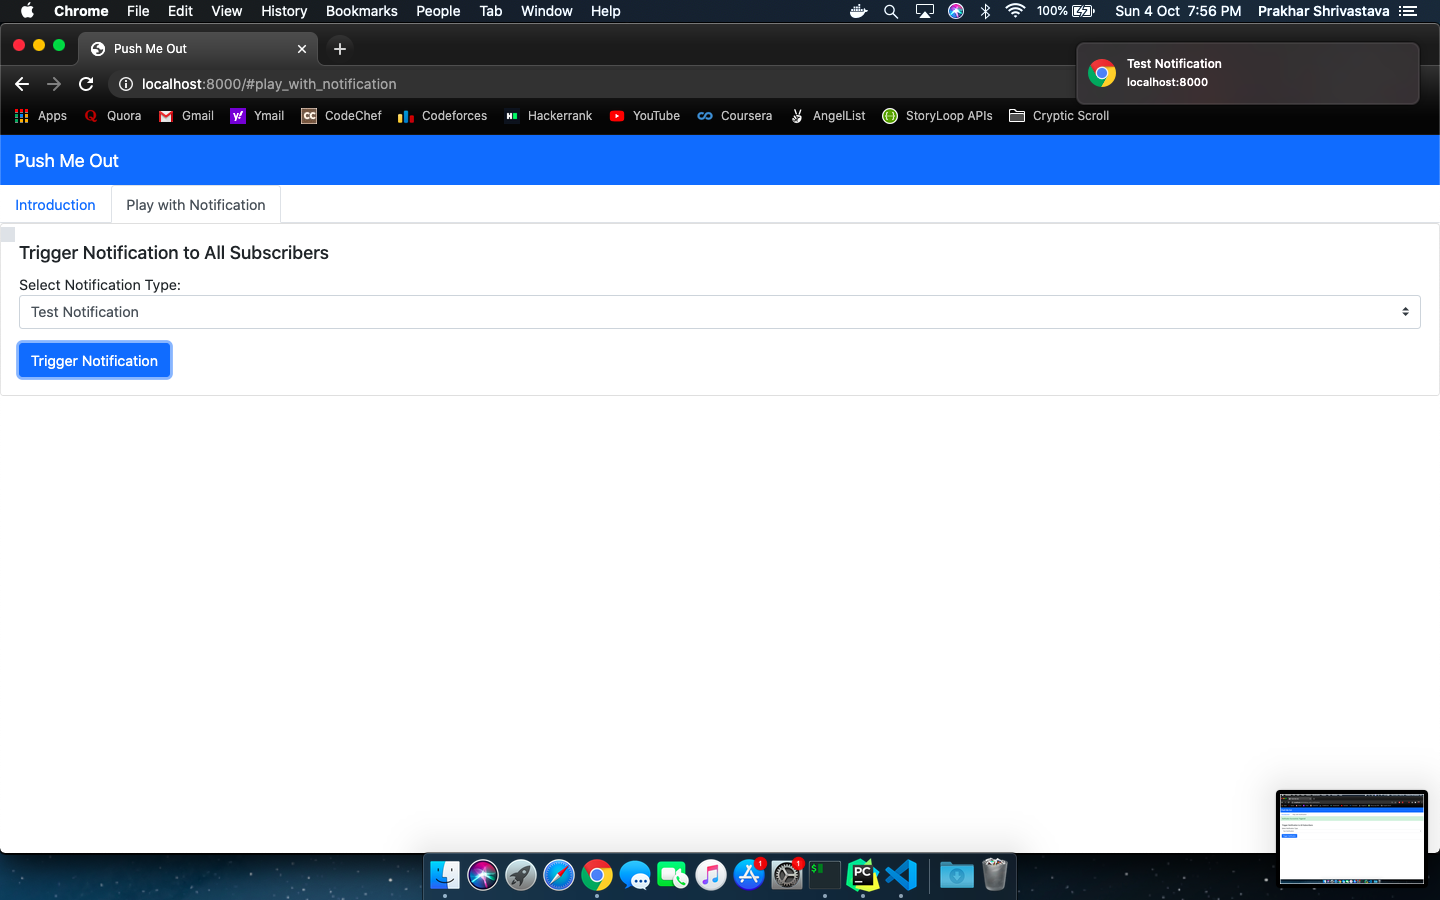 Chrome File Edit View History Bookmarks People Tab Window Help 100% Sun 4 Oct 7:56 PM Prakhar Shrivastava
Push Me Out
Test Notification
localhost:8000
localhost:8000/#play_with_notification
Apps Quora Gmail Ymail CodeChef Codeforces Hackerrank YouTube Coursera AngelList StoryLoop APIs Cryptic Scroll
Push Me Out
Introduction Play with Notification
Trigger Notification to All Subscribers
Select Notification Type:
Test Notification
Trigger Notification